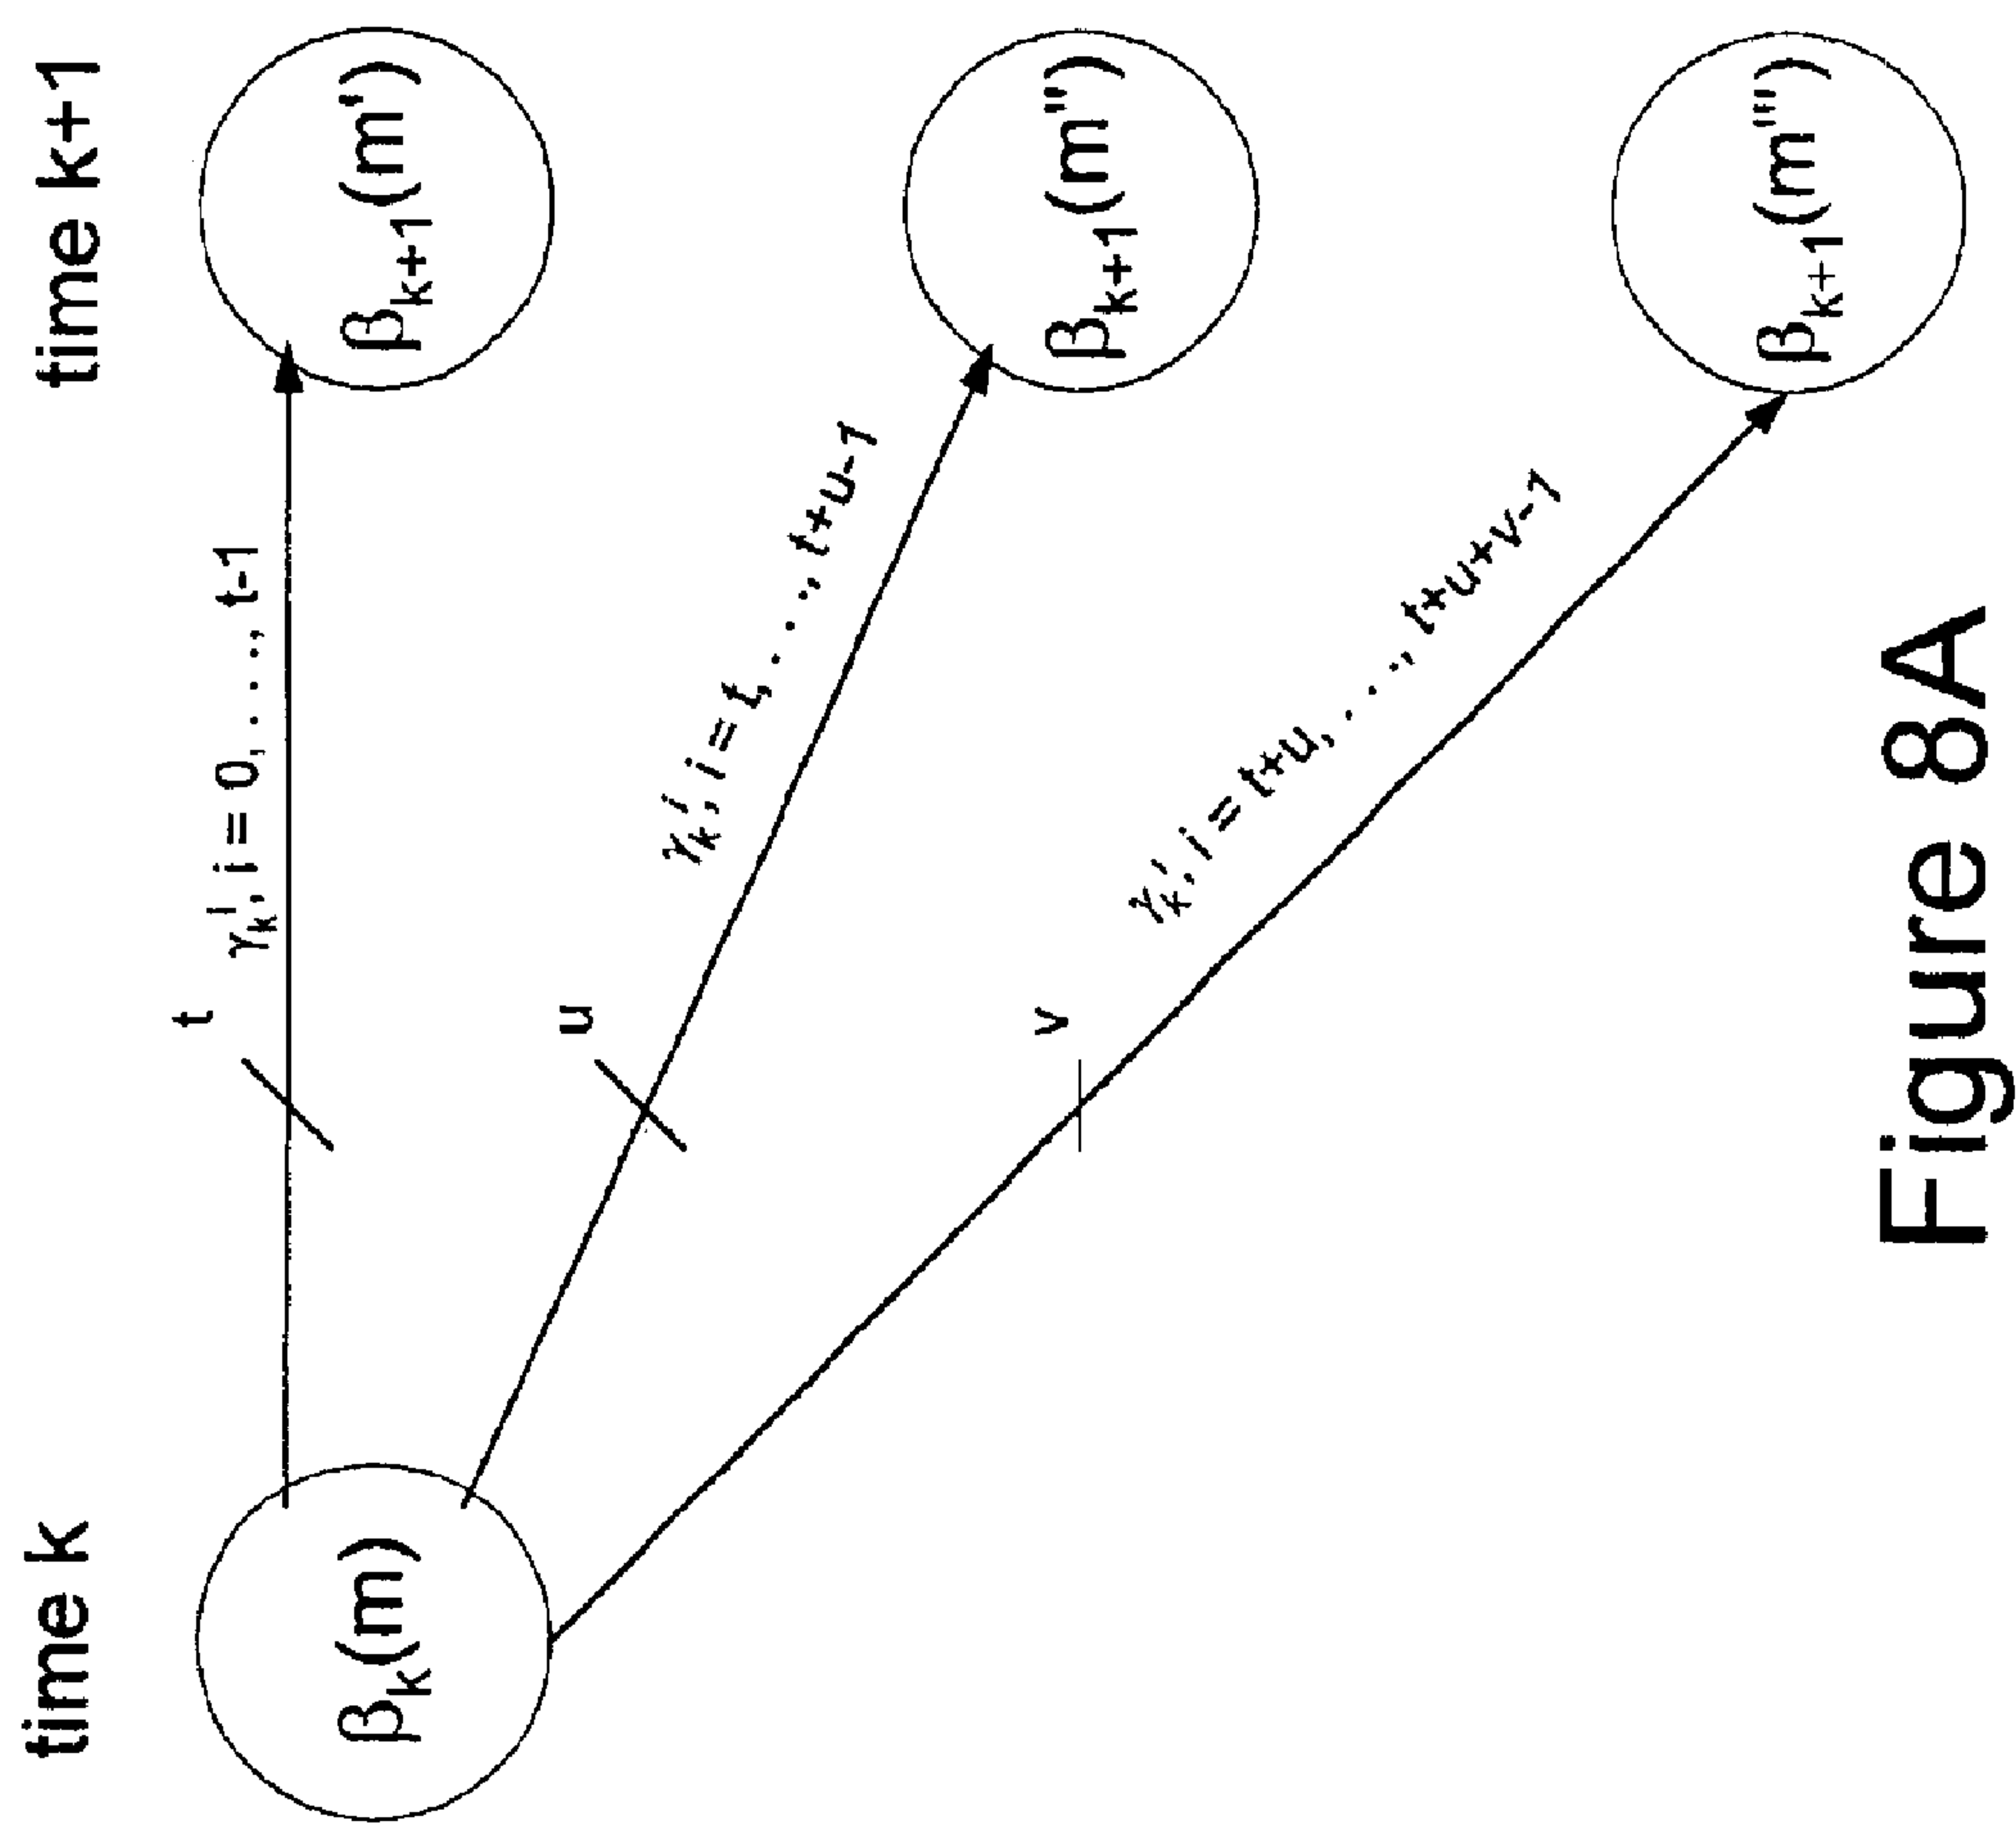 time k
time k+1
βk(m)
t
γk^i, i = 0, . . . ., t-1
βk+1(m')
u
γk^i, i = t, . . ., t+u-1
βk+1(m'')
v
γk^i, i = t+u, . . ., t+u+v-1
βk+1(m''')
Figure 8A